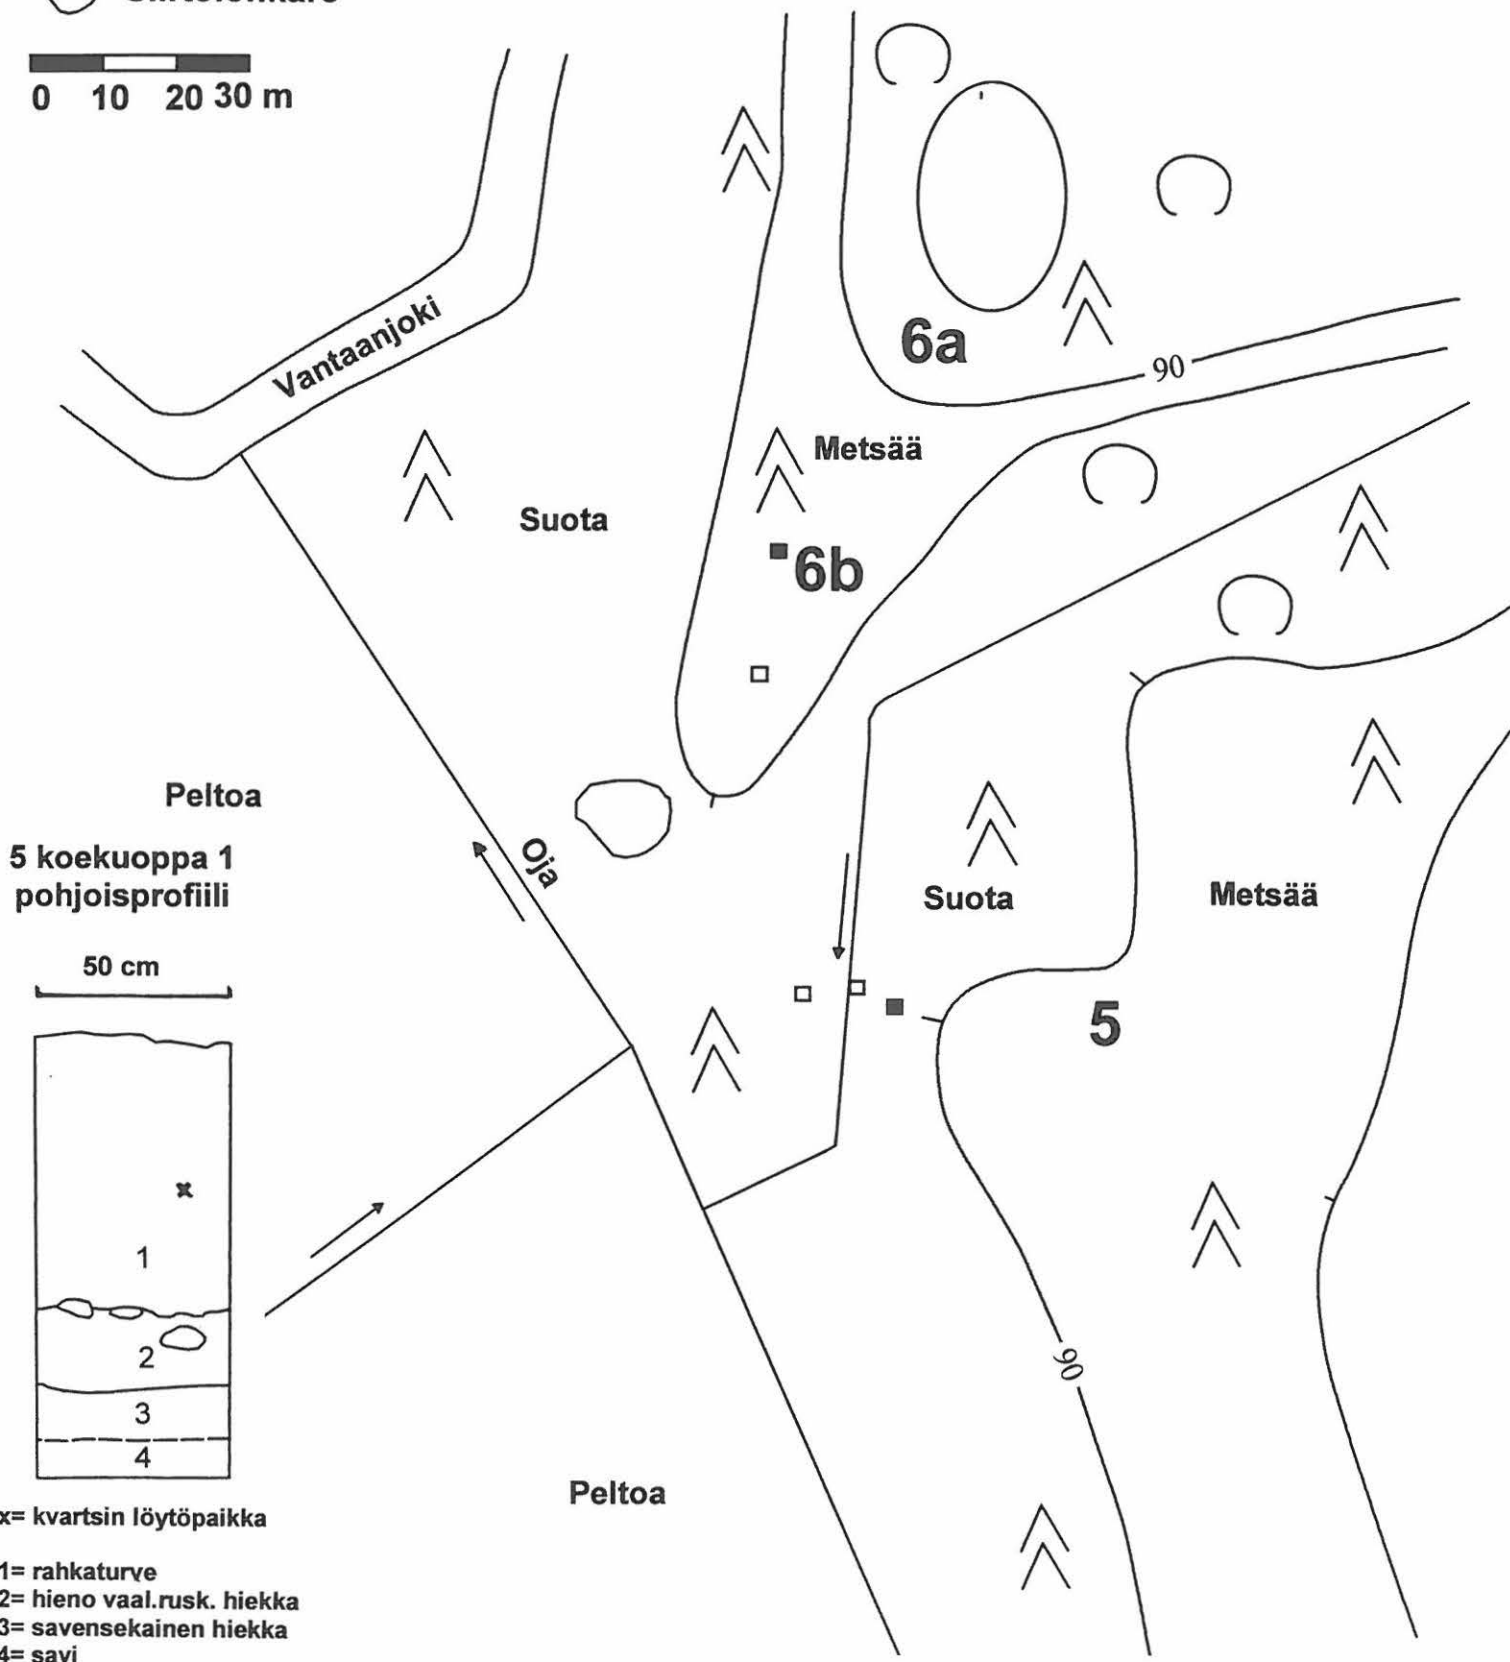 0 10 20 30 m
Vantaanjoki
6a
90
Metsää
Suota
6b
Peltoa
Oja
Suota
Metsää
5 koekuoppa 1
pohjoisprofiili
50 cm
5
x
1
2
3
4
90
Peltoa
x= kvartsin löytöpaikka
1= rahkaturve
2= hieno vaal.rusk. hiekka
3= savensekainen hiekka
4= savi